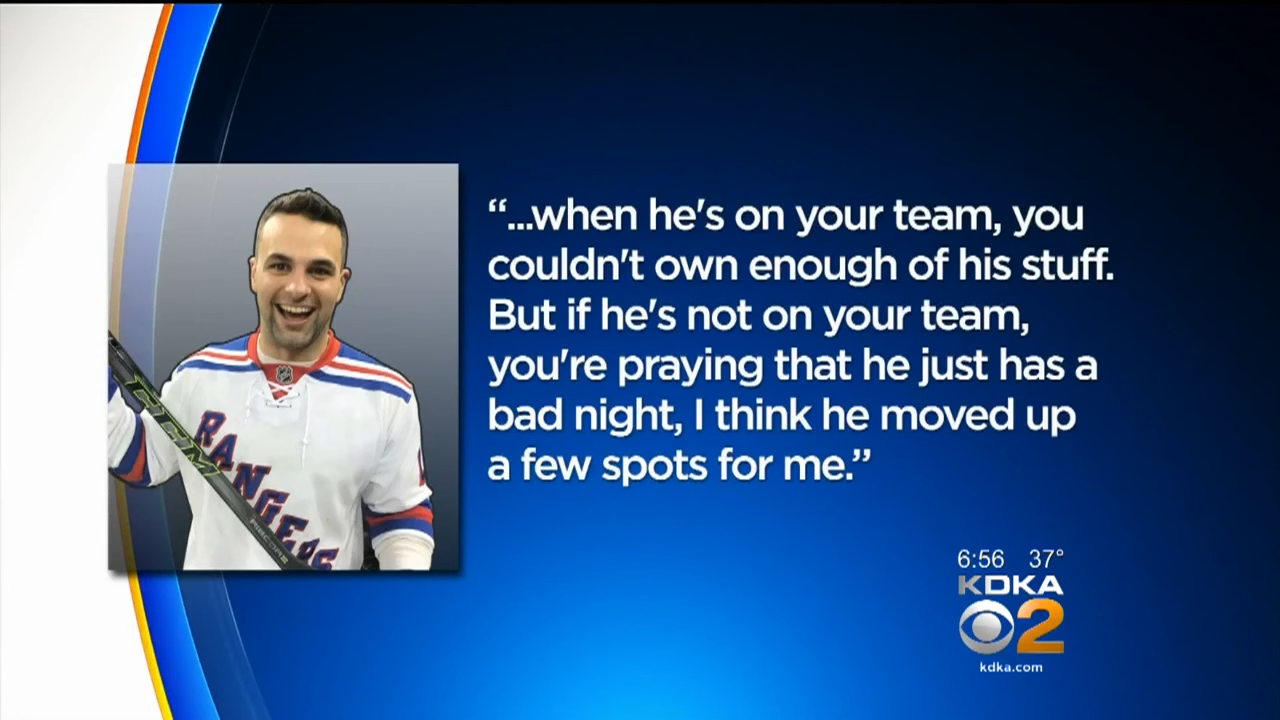 “...when he's on your team, you
couldn't own enough of his stuff.
But if he's not on your team,
you're praying that he just has a
bad night, I think he moved up
a few spots for me.”
RANGERS
CCM
6:56 37°
KDKA
2
kdka.com